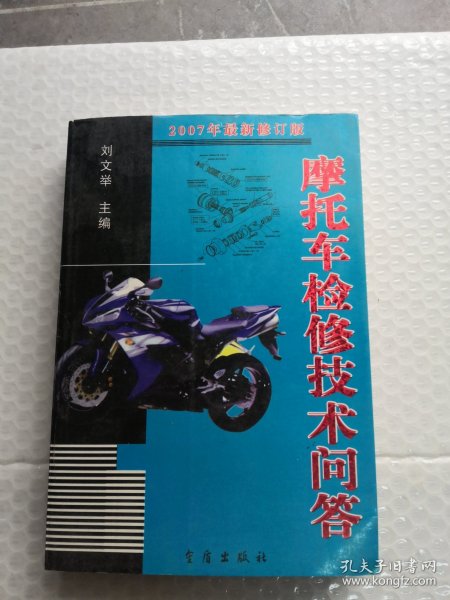 2007年最新修订版
刘文举 主编
摩托车检修技术问答
金盾出版社
孔夫子旧书网
www.kongfz.com